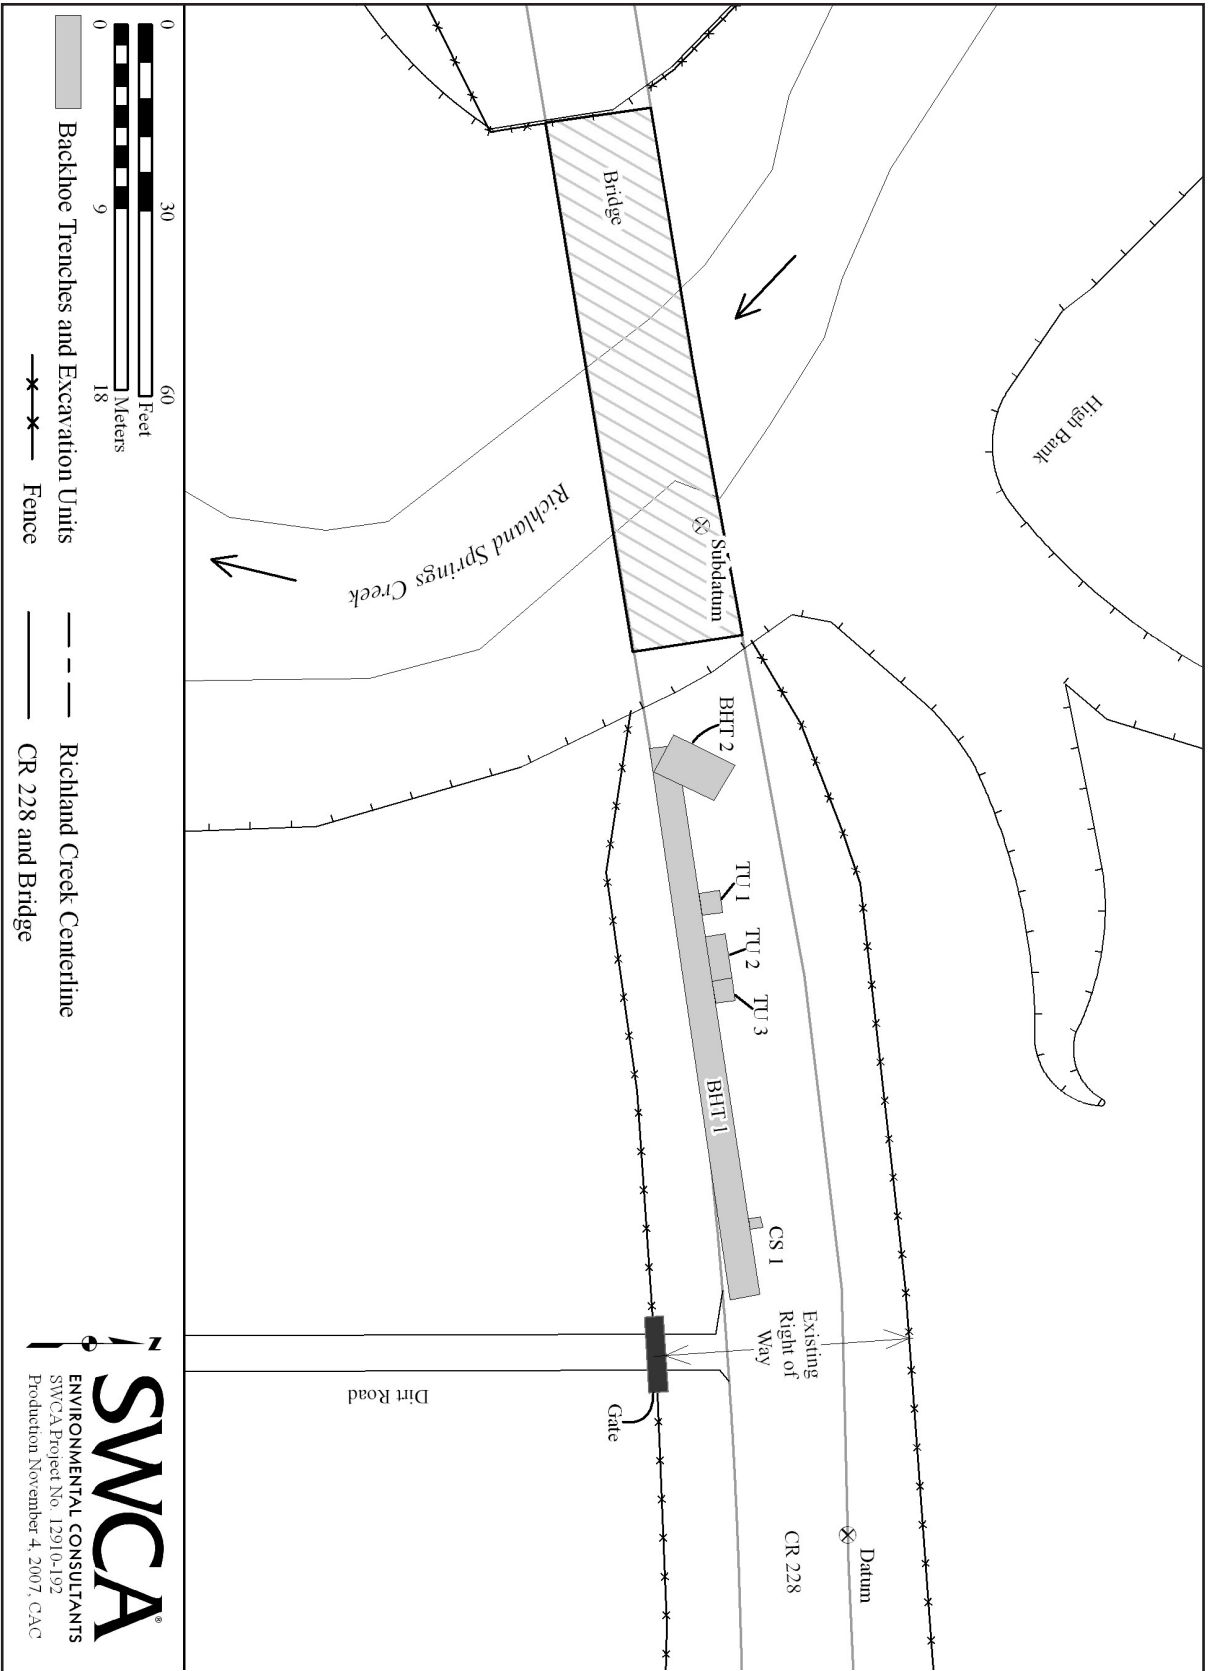 High Bank
Bridge
Subdatum
Richland Springs Creek
BHT 2
TU 1
TU 2
TU 3
BHT 1
CS 1
Existing
Right of
Way
Gate
Dirt Road
Datum
CR 228
0 30 60
Feet
Meters
0 9 18
Backhoe Trenches and Excavation Units
Fence
Richland Creek Centerline
CR 228 and Bridge
N
SWCA®
ENVIRONMENTAL CONSULTANTS
SWCA Project No. 12910-192
Production November 4, 2007, CAC